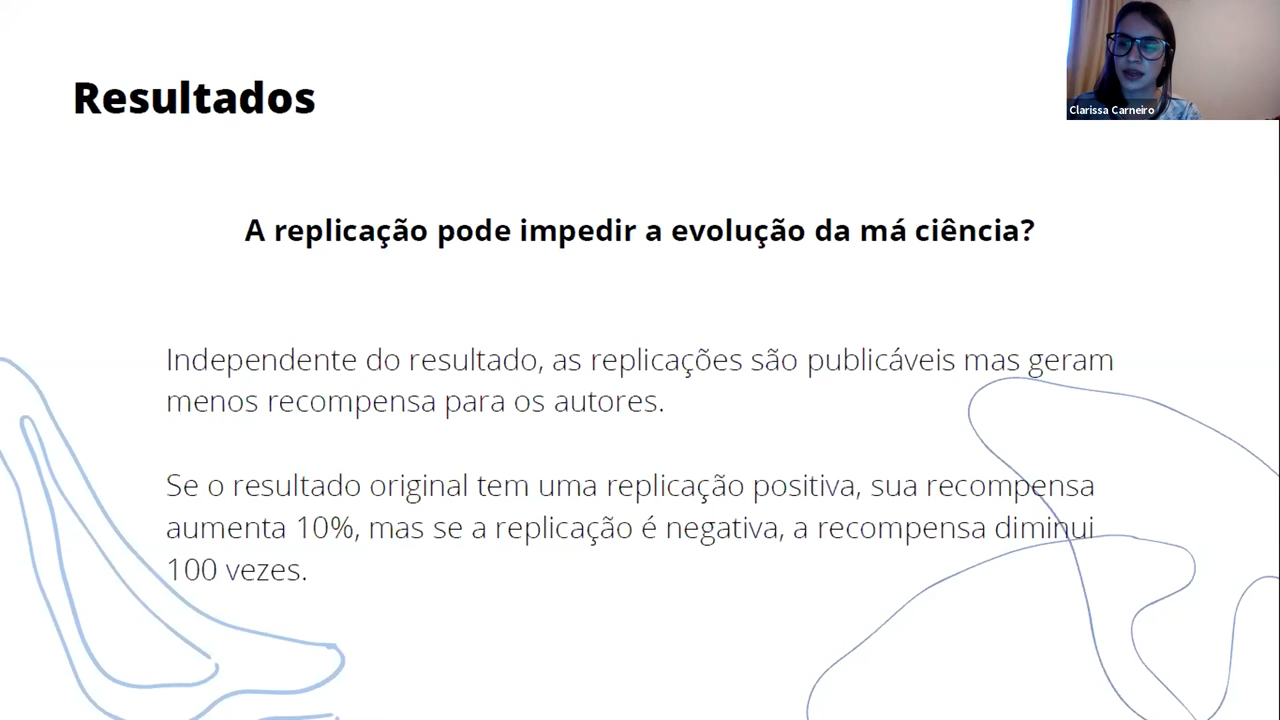 Resultados
Clarissa Carneiro
A replicação pode impedir a evolução da má ciência?
Independente do resultado, as replicações são publicáveis mas geram
menos recompensa para os autores.
Se o resultado original tem uma replicação positiva, sua recompensa
aumenta 10%, mas se a replicação é negativa, a recompensa diminui
100 vezes.